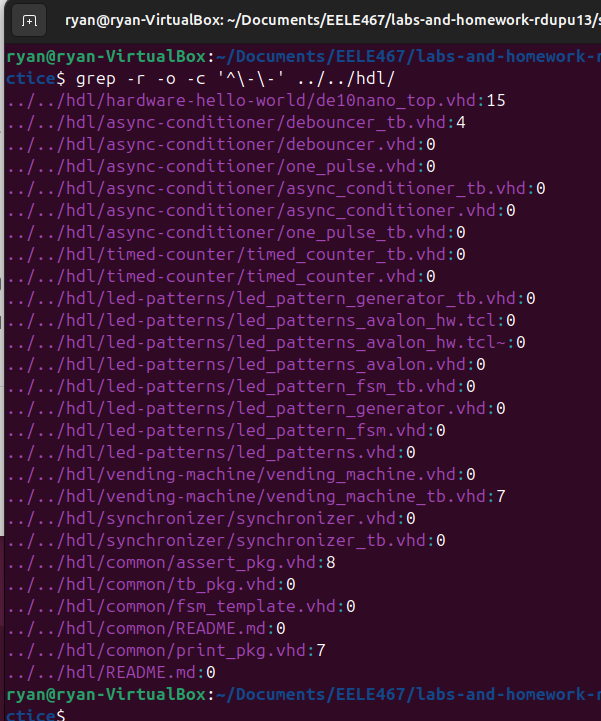 ryan@ryan-VirtualBox: ~/Documents/EELE467/labs-and-homework-rdupu13/s
ryan@ryan-VirtualBox:~/Documents/EELE467/labs-and-homework-r
ctice$ grep -r -o -c '^\-\-' ../../hdl/
../../hdl/hardware-hello-world/de10nano_top.vhd:15
../../hdl/async-conditioner/debouncer_tb.vhd:4
../../hdl/async-conditioner/debouncer.vhd:0
../../hdl/async-conditioner/one_pulse.vhd:0
../../hdl/async-conditioner/async_conditioner_tb.vhd:0
../../hdl/async-conditioner/async_conditioner.vhd:0
../../hdl/async-conditioner/one_pulse_tb.vhd:0
../../hdl/timed-counter/timed_counter_tb.vhd:0
../../hdl/timed-counter/timed_counter.vhd:0
../../hdl/led-patterns/led_pattern_generator_tb.vhd:0
../../hdl/led-patterns/led_patterns_avalon_hw.tcl:0
../../hdl/led-patterns/led_patterns_avalon_hw.tcl~:0
../../hdl/led-patterns/led_patterns_avalon.vhd:0
../../hdl/led-patterns/led_pattern_fsm_tb.vhd:0
../../hdl/led-patterns/led_pattern_generator.vhd:0
../../hdl/led-patterns/led_pattern_fsm.vhd:0
../../hdl/led-patterns/led_patterns.vhd:0
../../hdl/vending-machine/vending_machine.vhd:0
../../hdl/vending-machine/vending_machine_tb.vhd:7
../../hdl/synchronizer/synchronizer.vhd:0
../../hdl/synchronizer/synchronizer_tb.vhd:0
../../hdl/common/assert_pkg.vhd:8
../../hdl/common/tb_pkg.vhd:0
../../hdl/common/fsm_template.vhd:0
../../hdl/common/README.md:0
../../hdl/common/print_pkg.vhd:7
../../hdl/README.md:0
ryan@ryan-VirtualBox:~/Documents/EELE467/labs-and-homework-r
ctice$